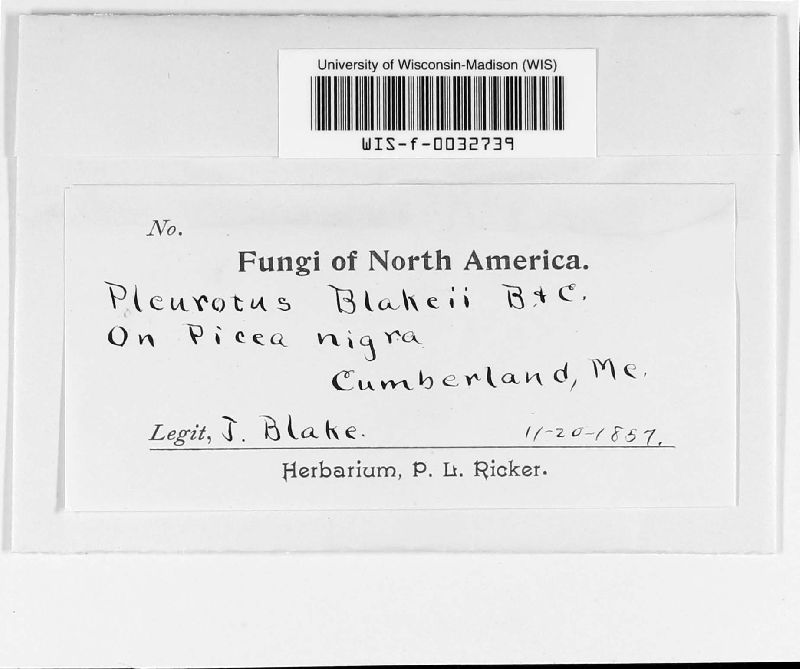 University of Wisconsin-Madison (WIS)
WIS-f-0032739
No.
Fungi of North America.
Pleurotus Blakeii B & C.
On Picea nigra
Cumberland, Me.
Legit, J. Blake. 11-20-1857.
Herbarium, P. L. Ricker.